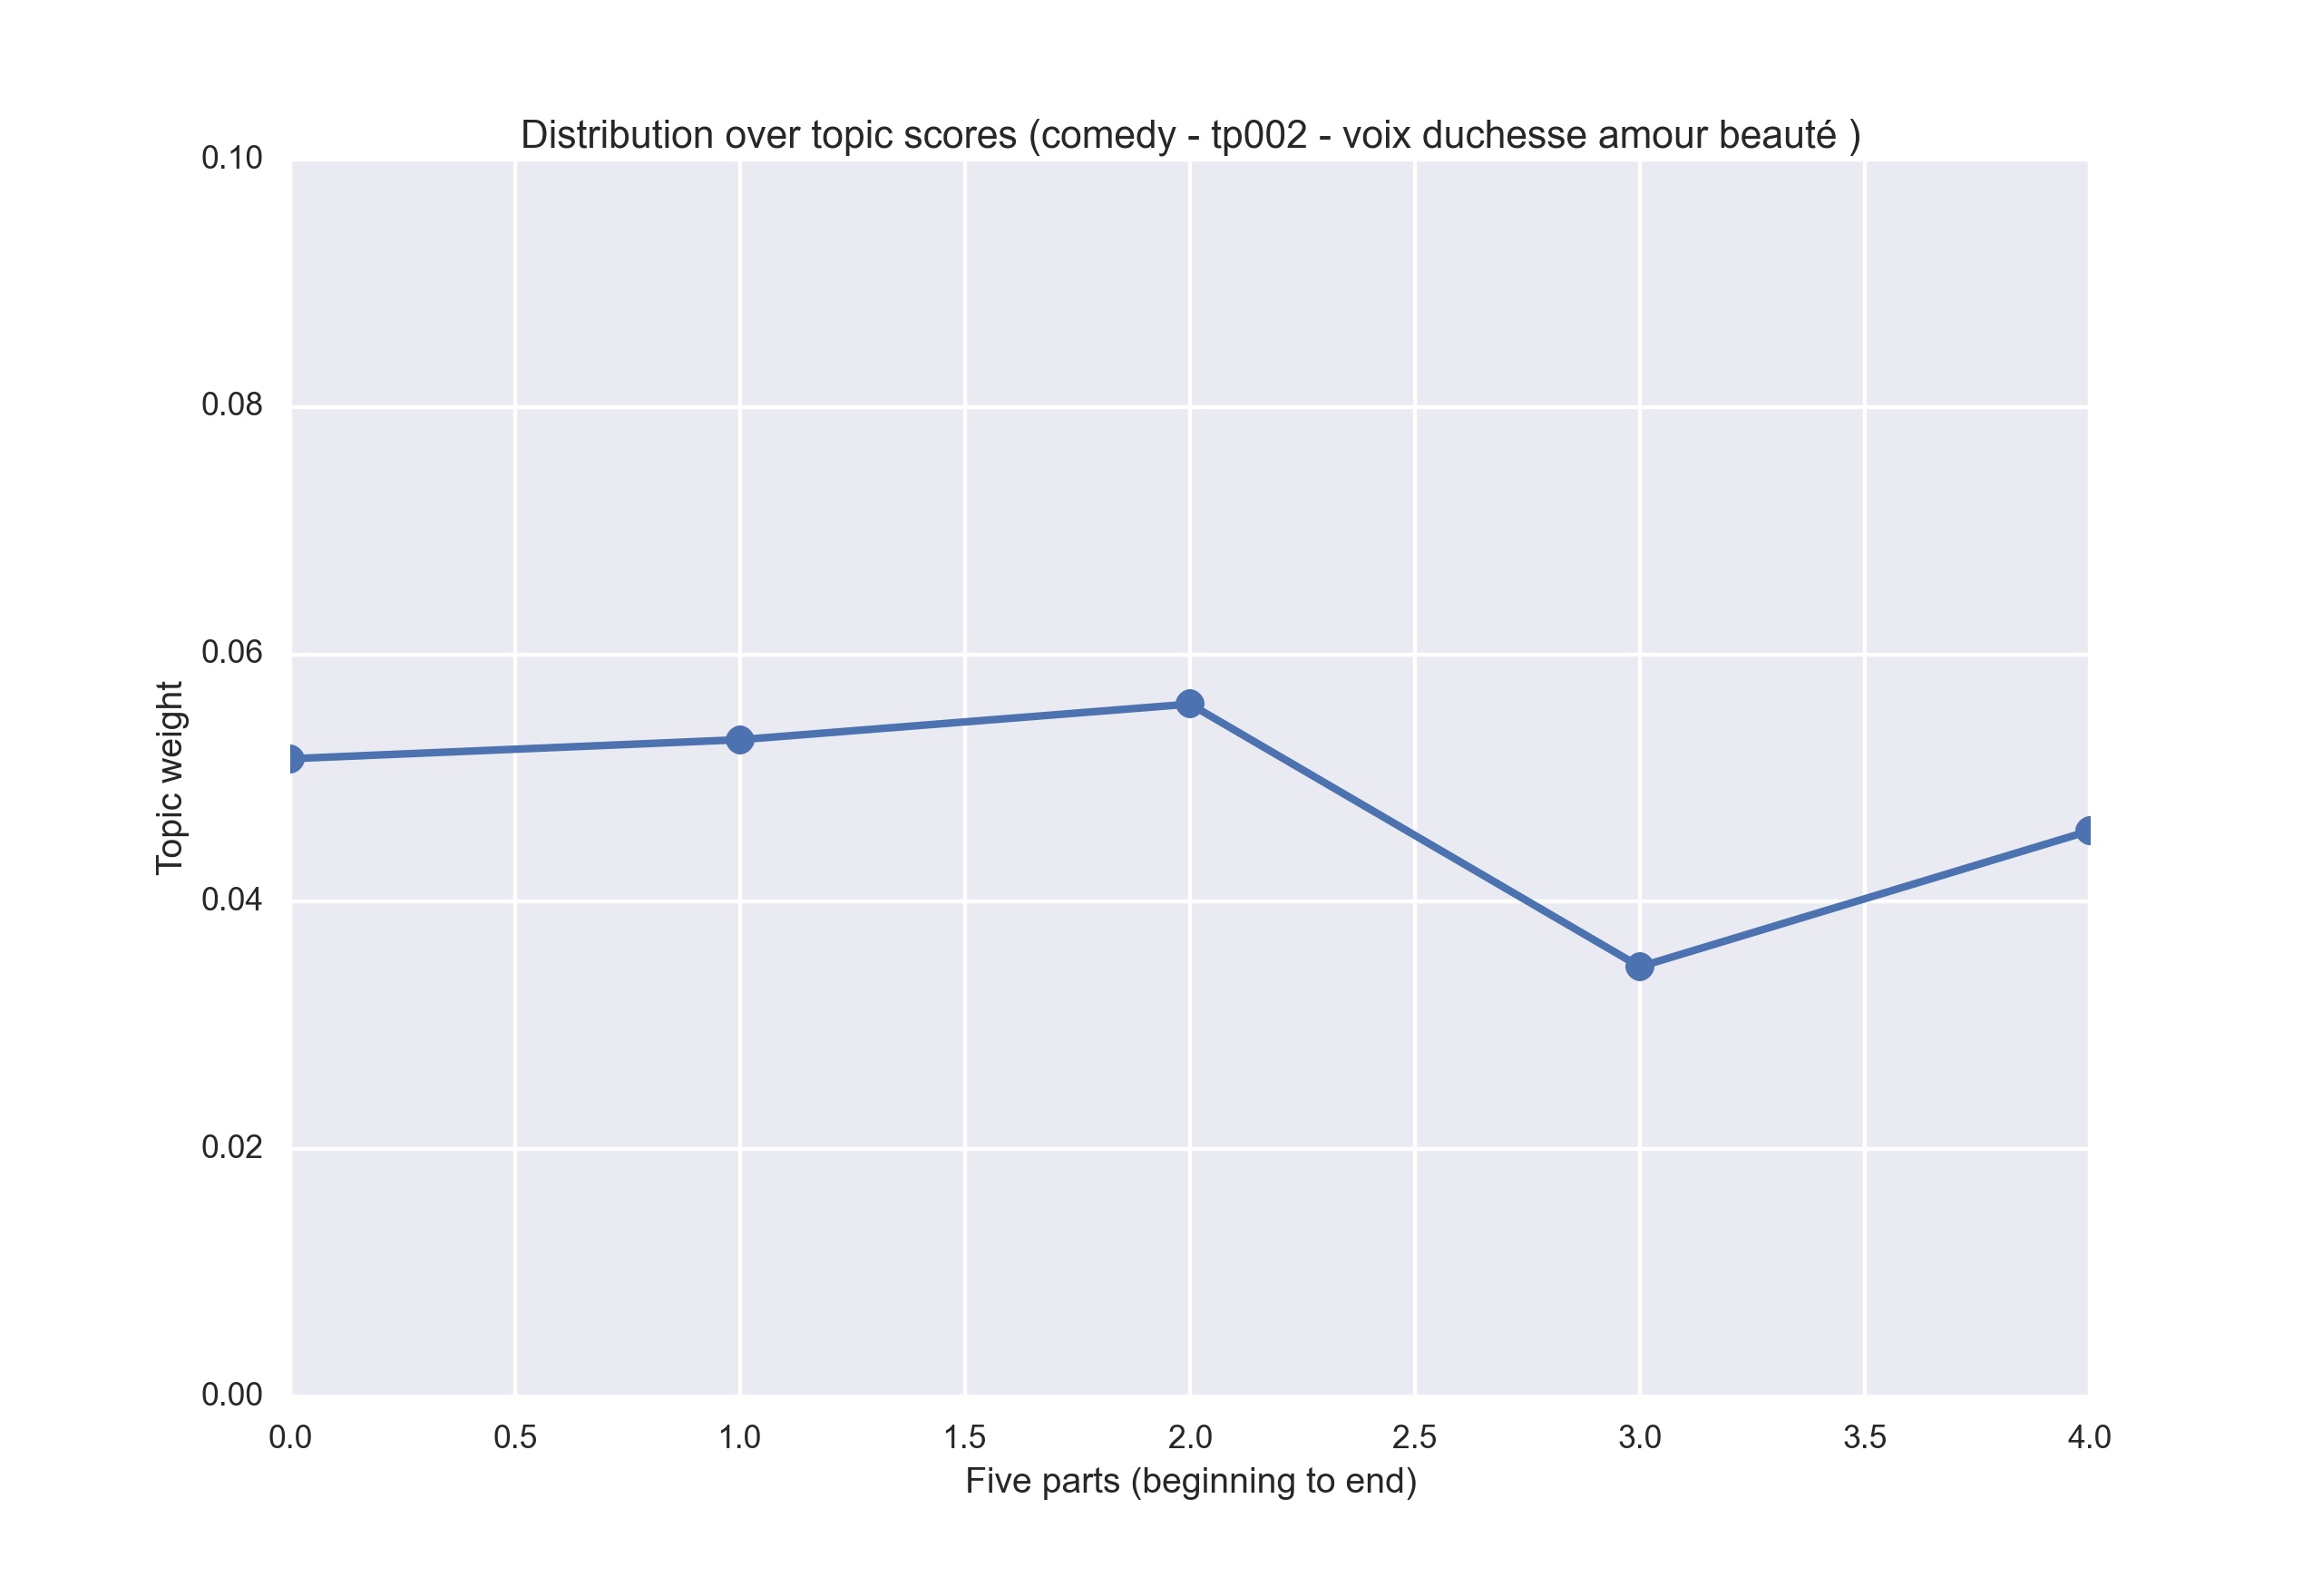 Distribution over topic scores (comedy - tp002 - voix duchesse amour beauté )
0.10
0.08
0.06
0.04
0.02
0.00
Topic weight
0.0 0.5 1.0 1.5 2.0 2.5 3.0 3.5 4.0
Five parts (beginning to end)